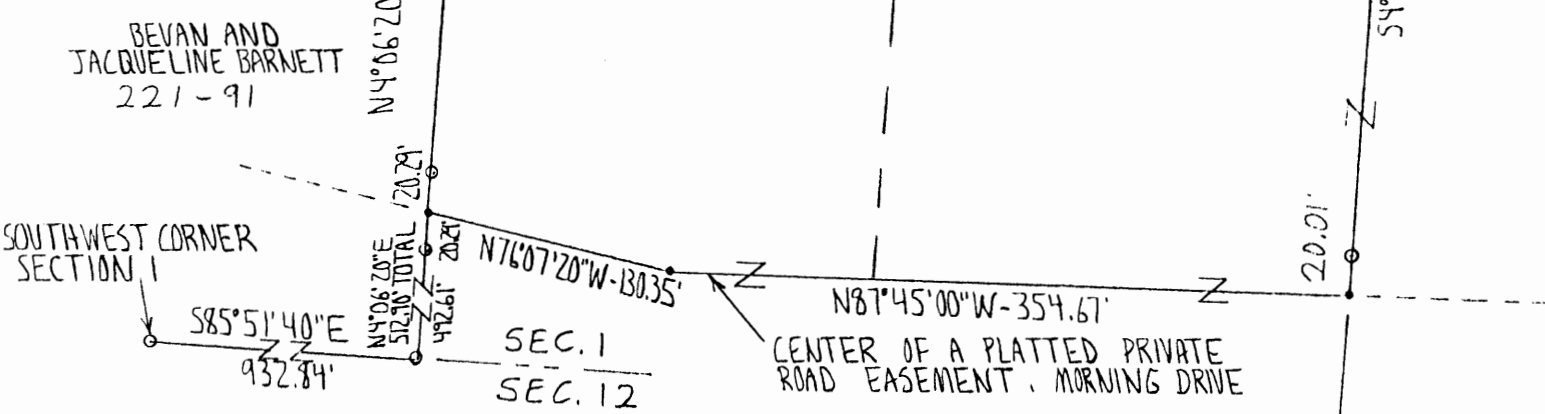 BEVAN AND
JACQUELINE BARNETT
221-91
N4°06'20
S4°
20.29'
SOUTHWEST CORNER
SECTION 1
N4°06'20"E
512.90' TOTAL
20.29'
492.61'
N76°07'20"W-130.35'
20.01'
N87°45'00"W-354.67'
S85°51'40"E
932.84'
SEC. 1
SEC. 12
CENTER OF A PLATTED PRIVATE
ROAD EASEMENT. MORNING DRIVE